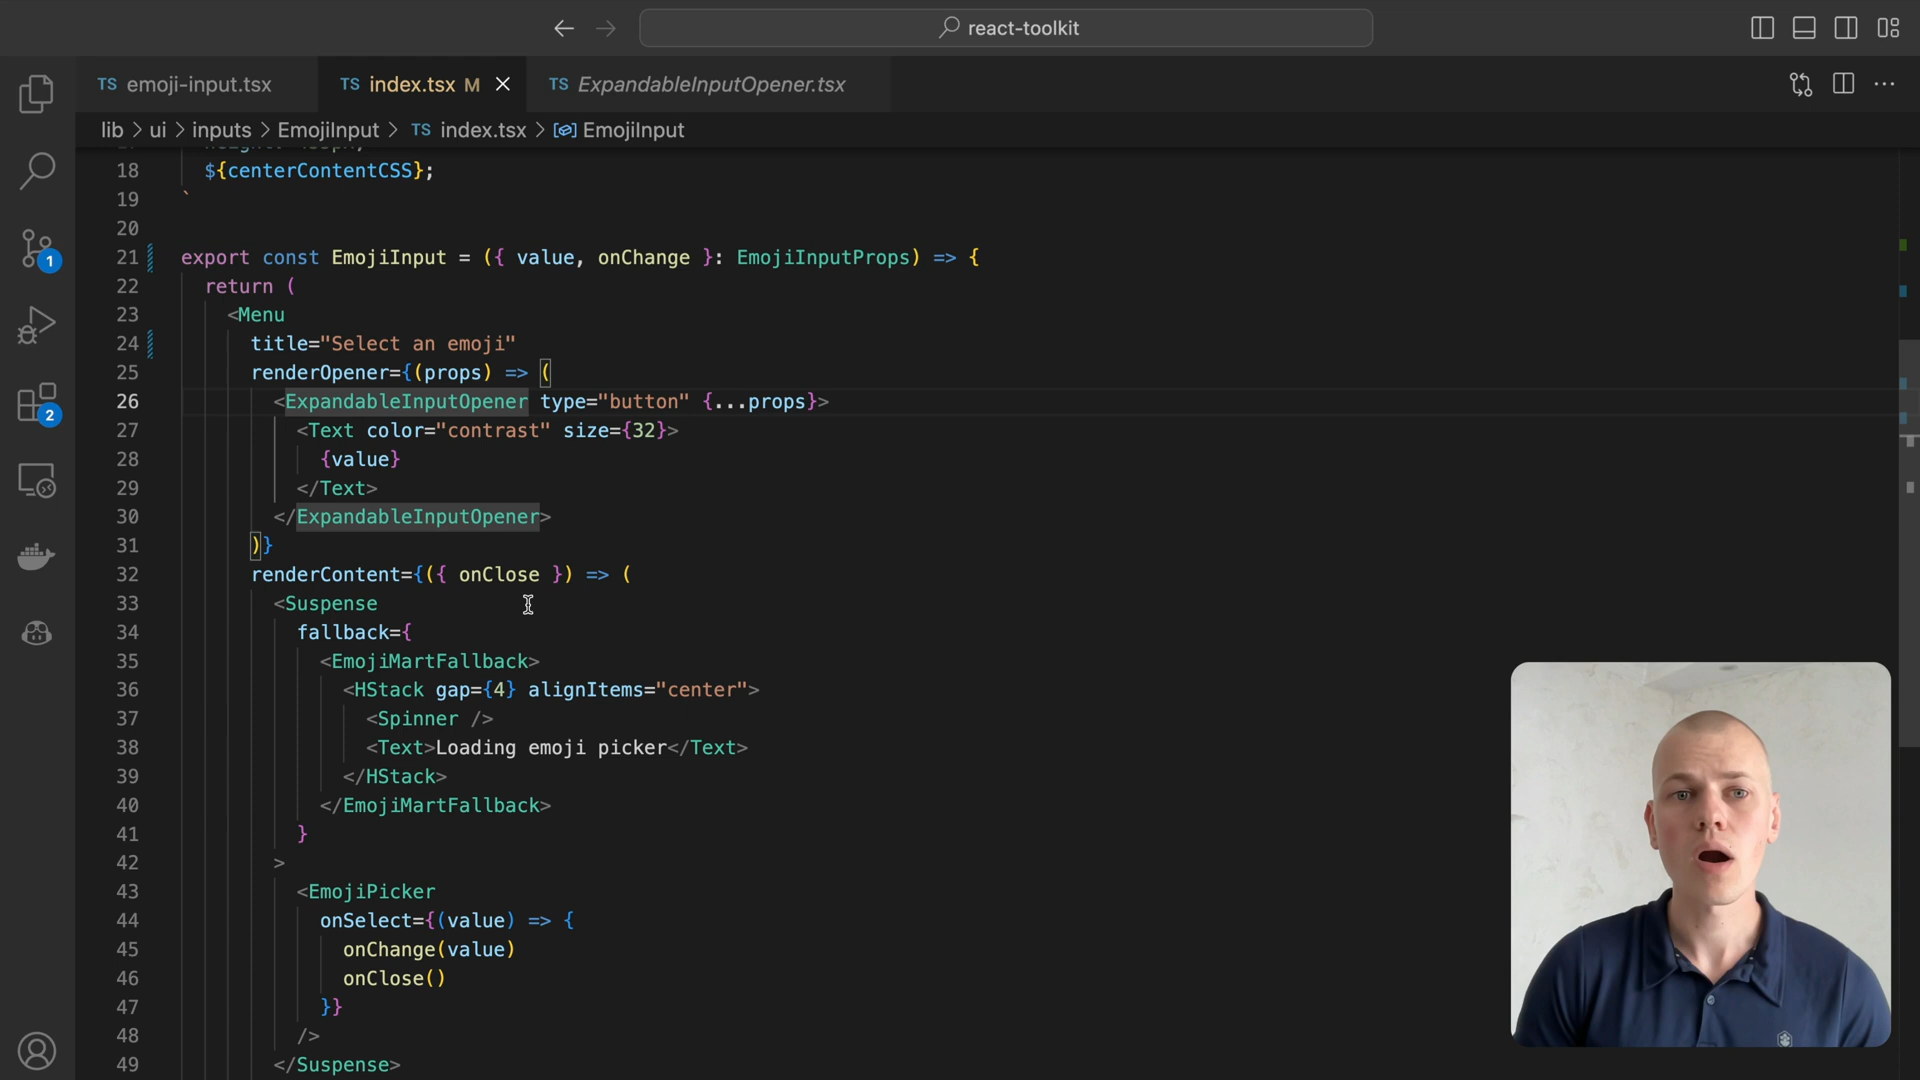 react-toolkit
TS emoji-input.tsx
TS index.tsx M
TS ExpandableInputOpener.tsx
lib > ui > inputs > EmojiInput > TS index.tsx > EmojiInput
18 ${centerContentCSS};
19 `
20
21 export const EmojiInput = ({ value, onChange }: EmojiInputProps) => {
22 return (
23 <Menu
24 title="Select an emoji"
25 renderOpener={(props) => (
26 <ExpandableInputOpener type="button" {...props}>
27 <Text color="contrast" size={32}>
28 {value}
29 </Text>
30 </ExpandableInputOpener>
31 )}
32 renderContent={({ onClose }) => (
33 <Suspense
34 fallback={
35 <EmojiMartFallback>
36 <HStack gap={4} alignItems="center">
37 <Spinner />
38 <Text>Loading emoji picker</Text>
39 </HStack>
40 </EmojiMartFallback>
41 }
42 >
43 <EmojiPicker
44 onSelect={(value) => {
45 onChange(value)
46 onClose()
47 }}
48 />
49 </Suspense>
1
2